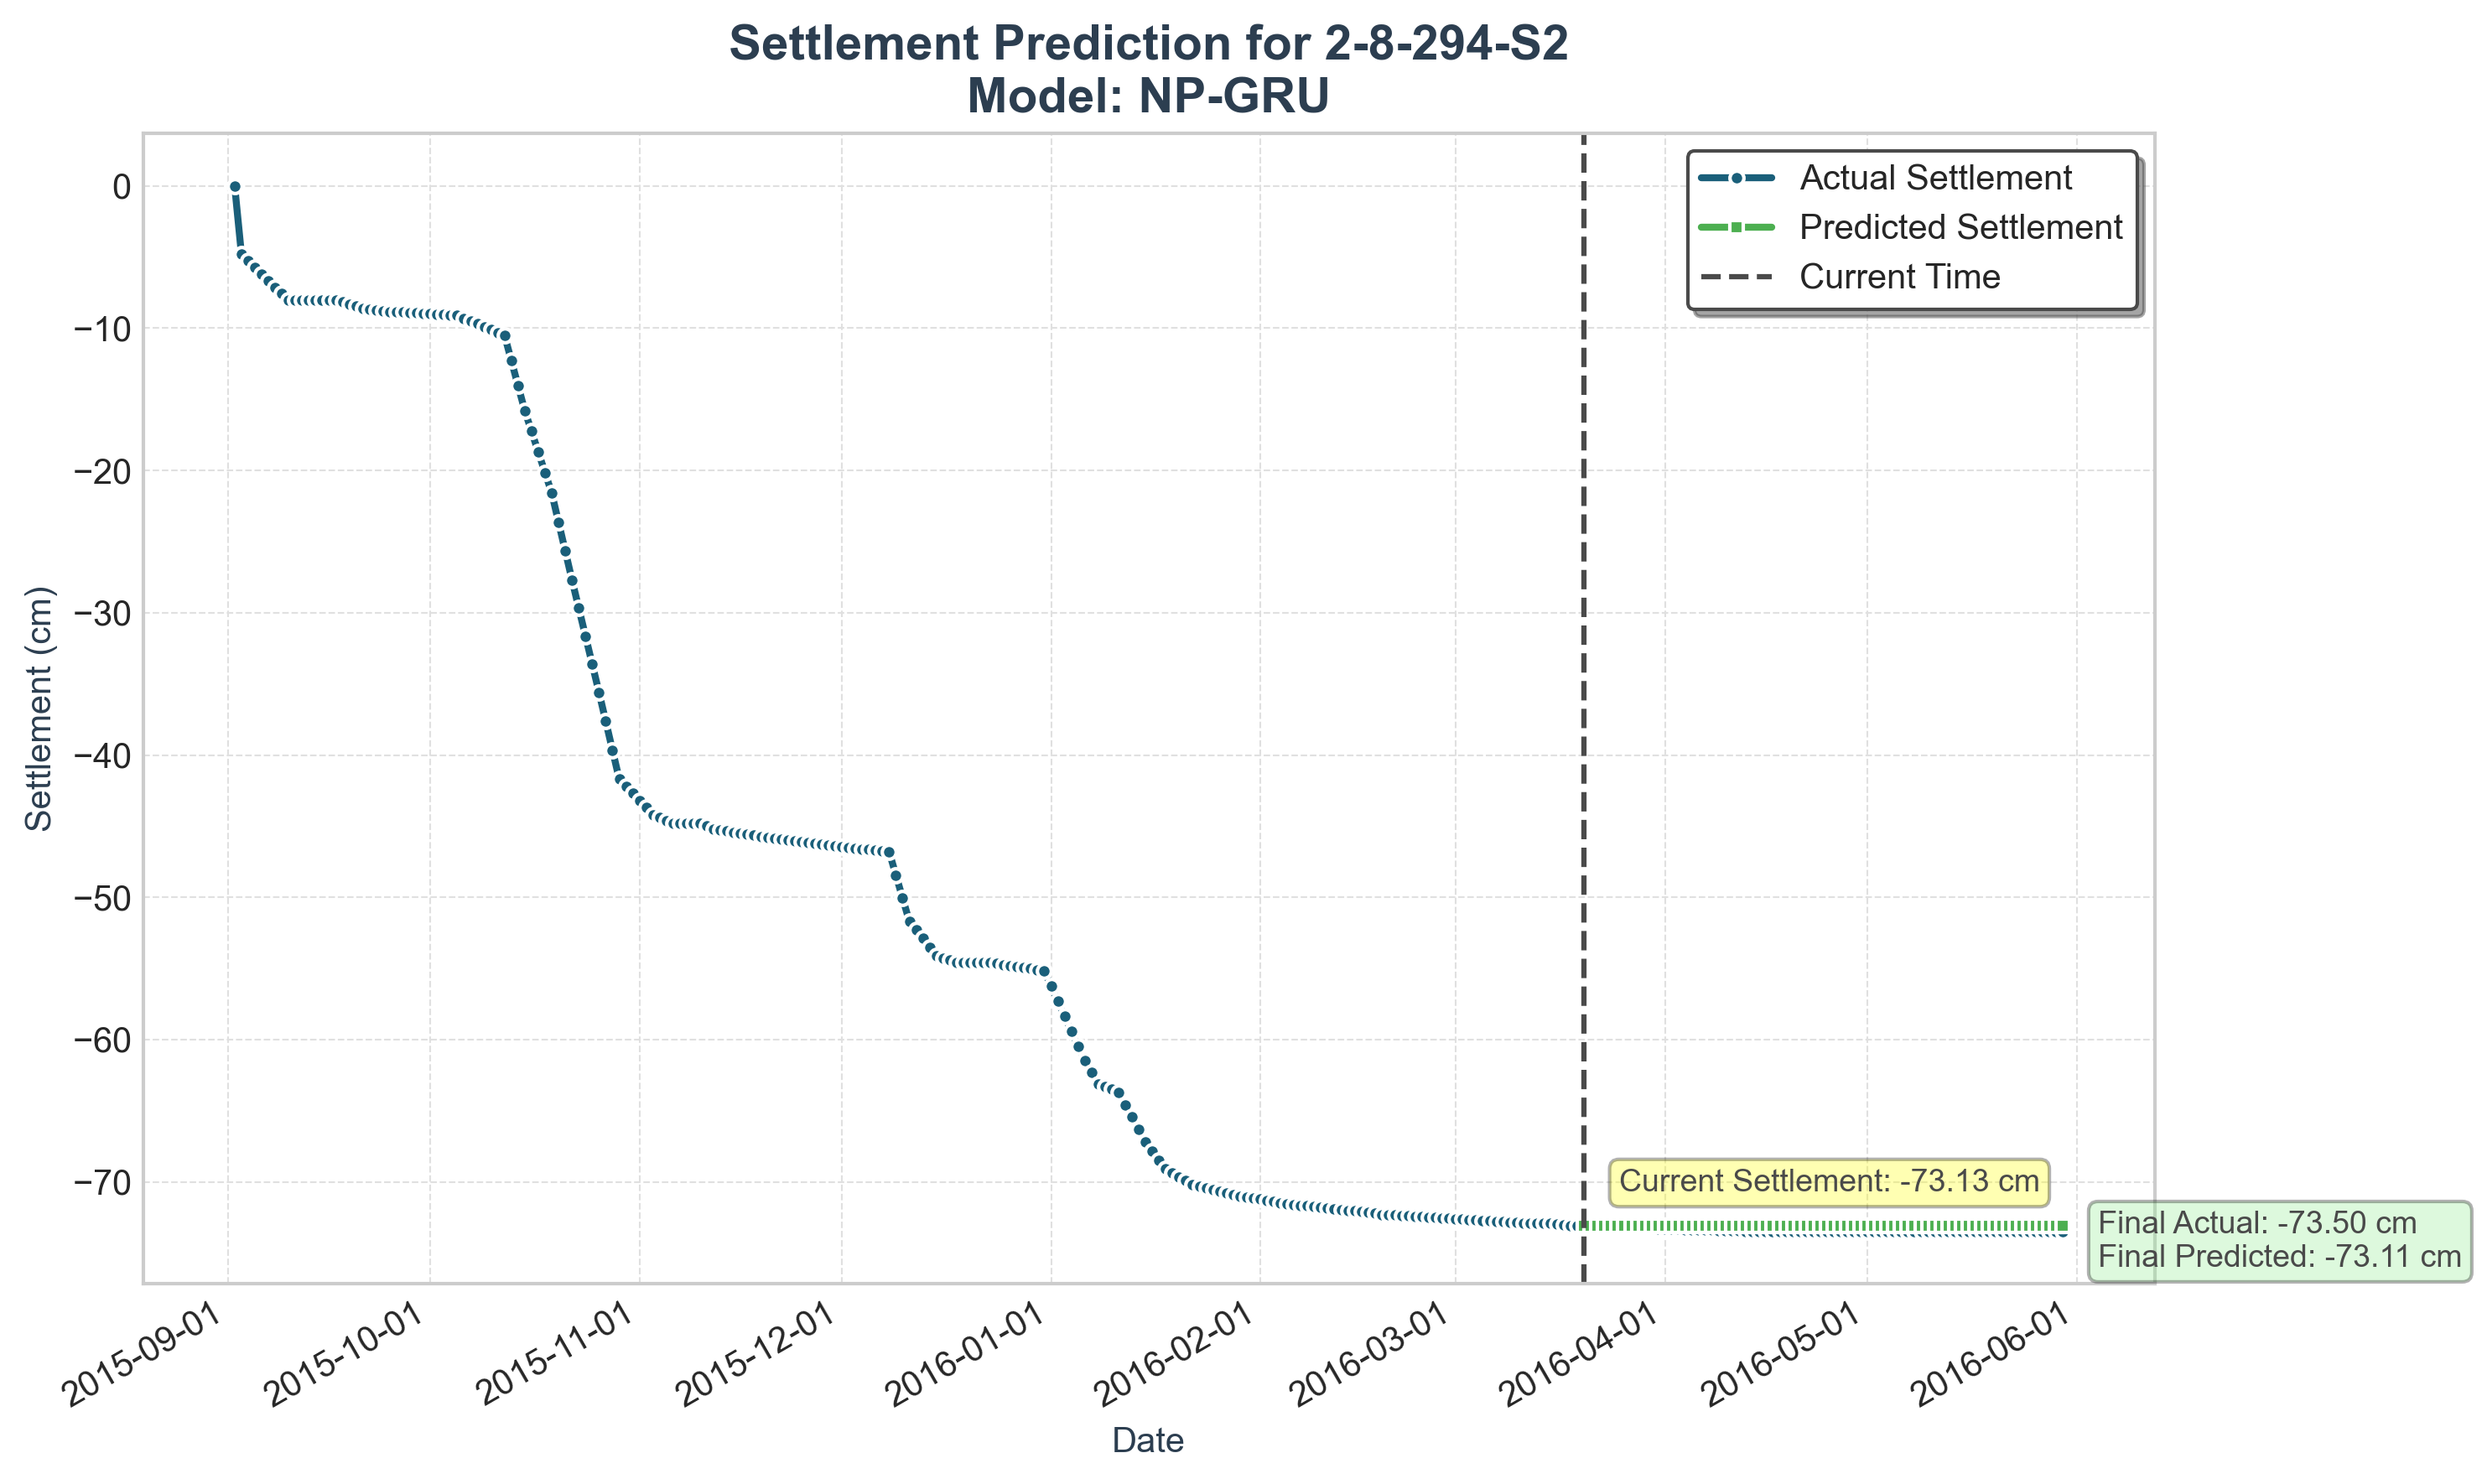 Settlement Prediction for 2-8-294-S2
Model: NP-GRU
Actual Settlement
Predicted Settlement
Current Time
Settlement (cm)
0
−10
−20
−30
−40
−50
−60
−70
Current Settlement: -73.13 cm
Final Actual: -73.50 cm
Final Predicted: -73.11 cm
2015-09-01
2015-10-01
2015-11-01
2015-12-01
2016-01-01
2016-02-01
2016-03-01
2016-04-01
2016-05-01
2016-06-01
Date